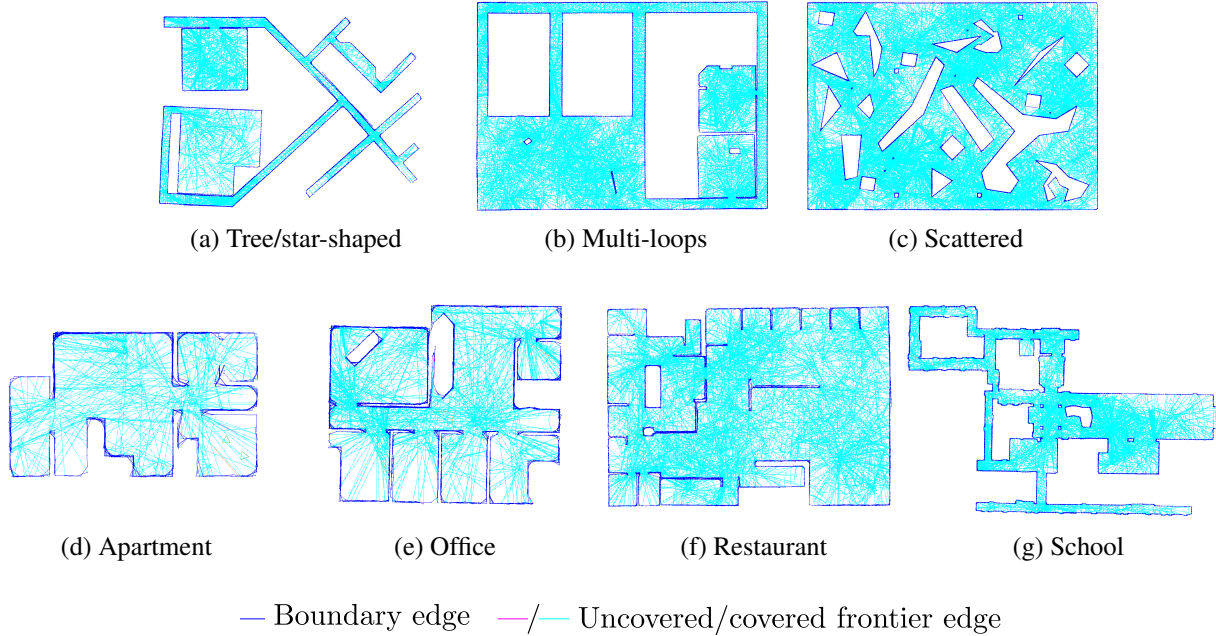 (a) Tree/star-shaped
(b) Multi-loops
(c) Scattered
(d) Apartment
(e) Office
(f) Restaurant
(g) School
— Boundary edge —/— Uncovered/covered frontier edge